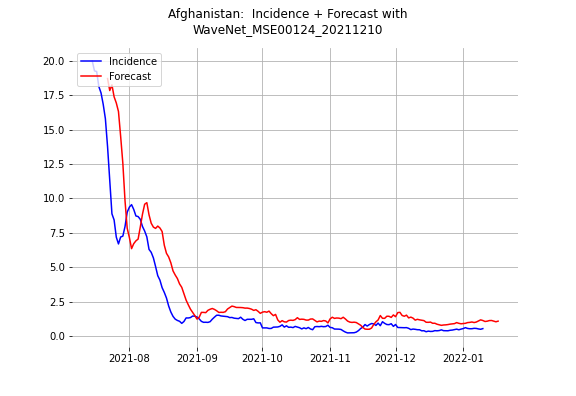 Afghanistan:  Incidence + Forecast with
WaveNet_MSE00124_20211210
20.0
Incidence
Forecast
17.5
15.0
12.5
10.0
7.5
5.0
2.5
0.0
2021-08 2021-09 2021-10 2021-11 2021-12 2022-01